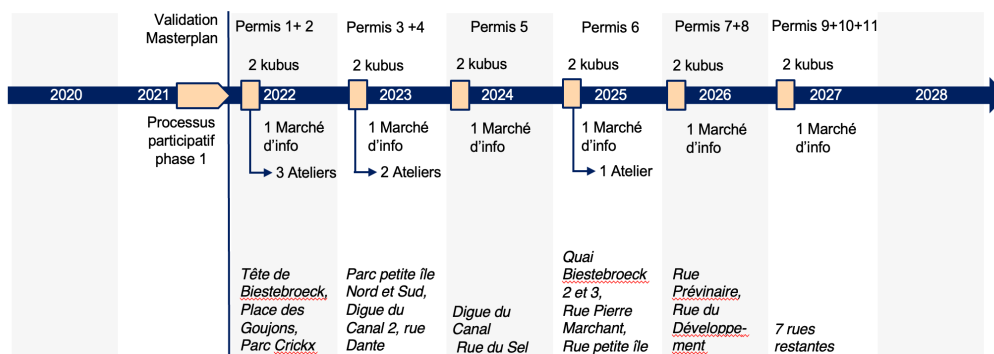 Validation
Masterplan
Permis 1+ 2
Permis 3 +4
Permis 5
Permis 6
Permis 7+8
Permis 9+10+11
2 kubus
2 kubus
2 kubus
2 kubus
2 kubus
2 kubus
2020
2021
2022
2023
2024
2025
2026
2027
2028
Processus
participatif
phase 1
1 Marché
d'info
3 Ateliers
1 Marché
d'info
2 Ateliers
1 Marché
d'info
1 Marché
d'info
1 Atelier
1 Marché
d'info
1 Marché
d'info
Tête de
Biestebroeck,
Place des
Goujons,
Parc Crickx
Parc petite île
Nord et Sud,
Digue du
Canal 2, rue
Dante
Digue du
Canal
Rue du Sel
Quai
Biestebroeck
2 et 3,
Rue Pierre
Marchant,
Rue petite île
Rue
Prévinaire,
Rue du
Développe-
ment
7 rues
restantes